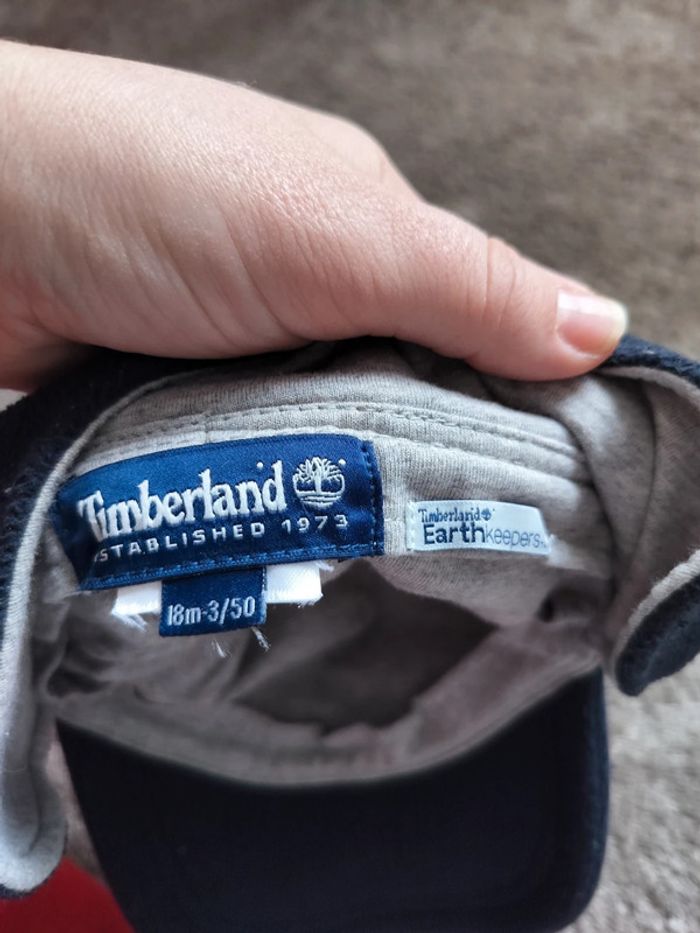 Timberland
ESTABLISHED 1973
18m-3/50
Timberland
Earthkeepers